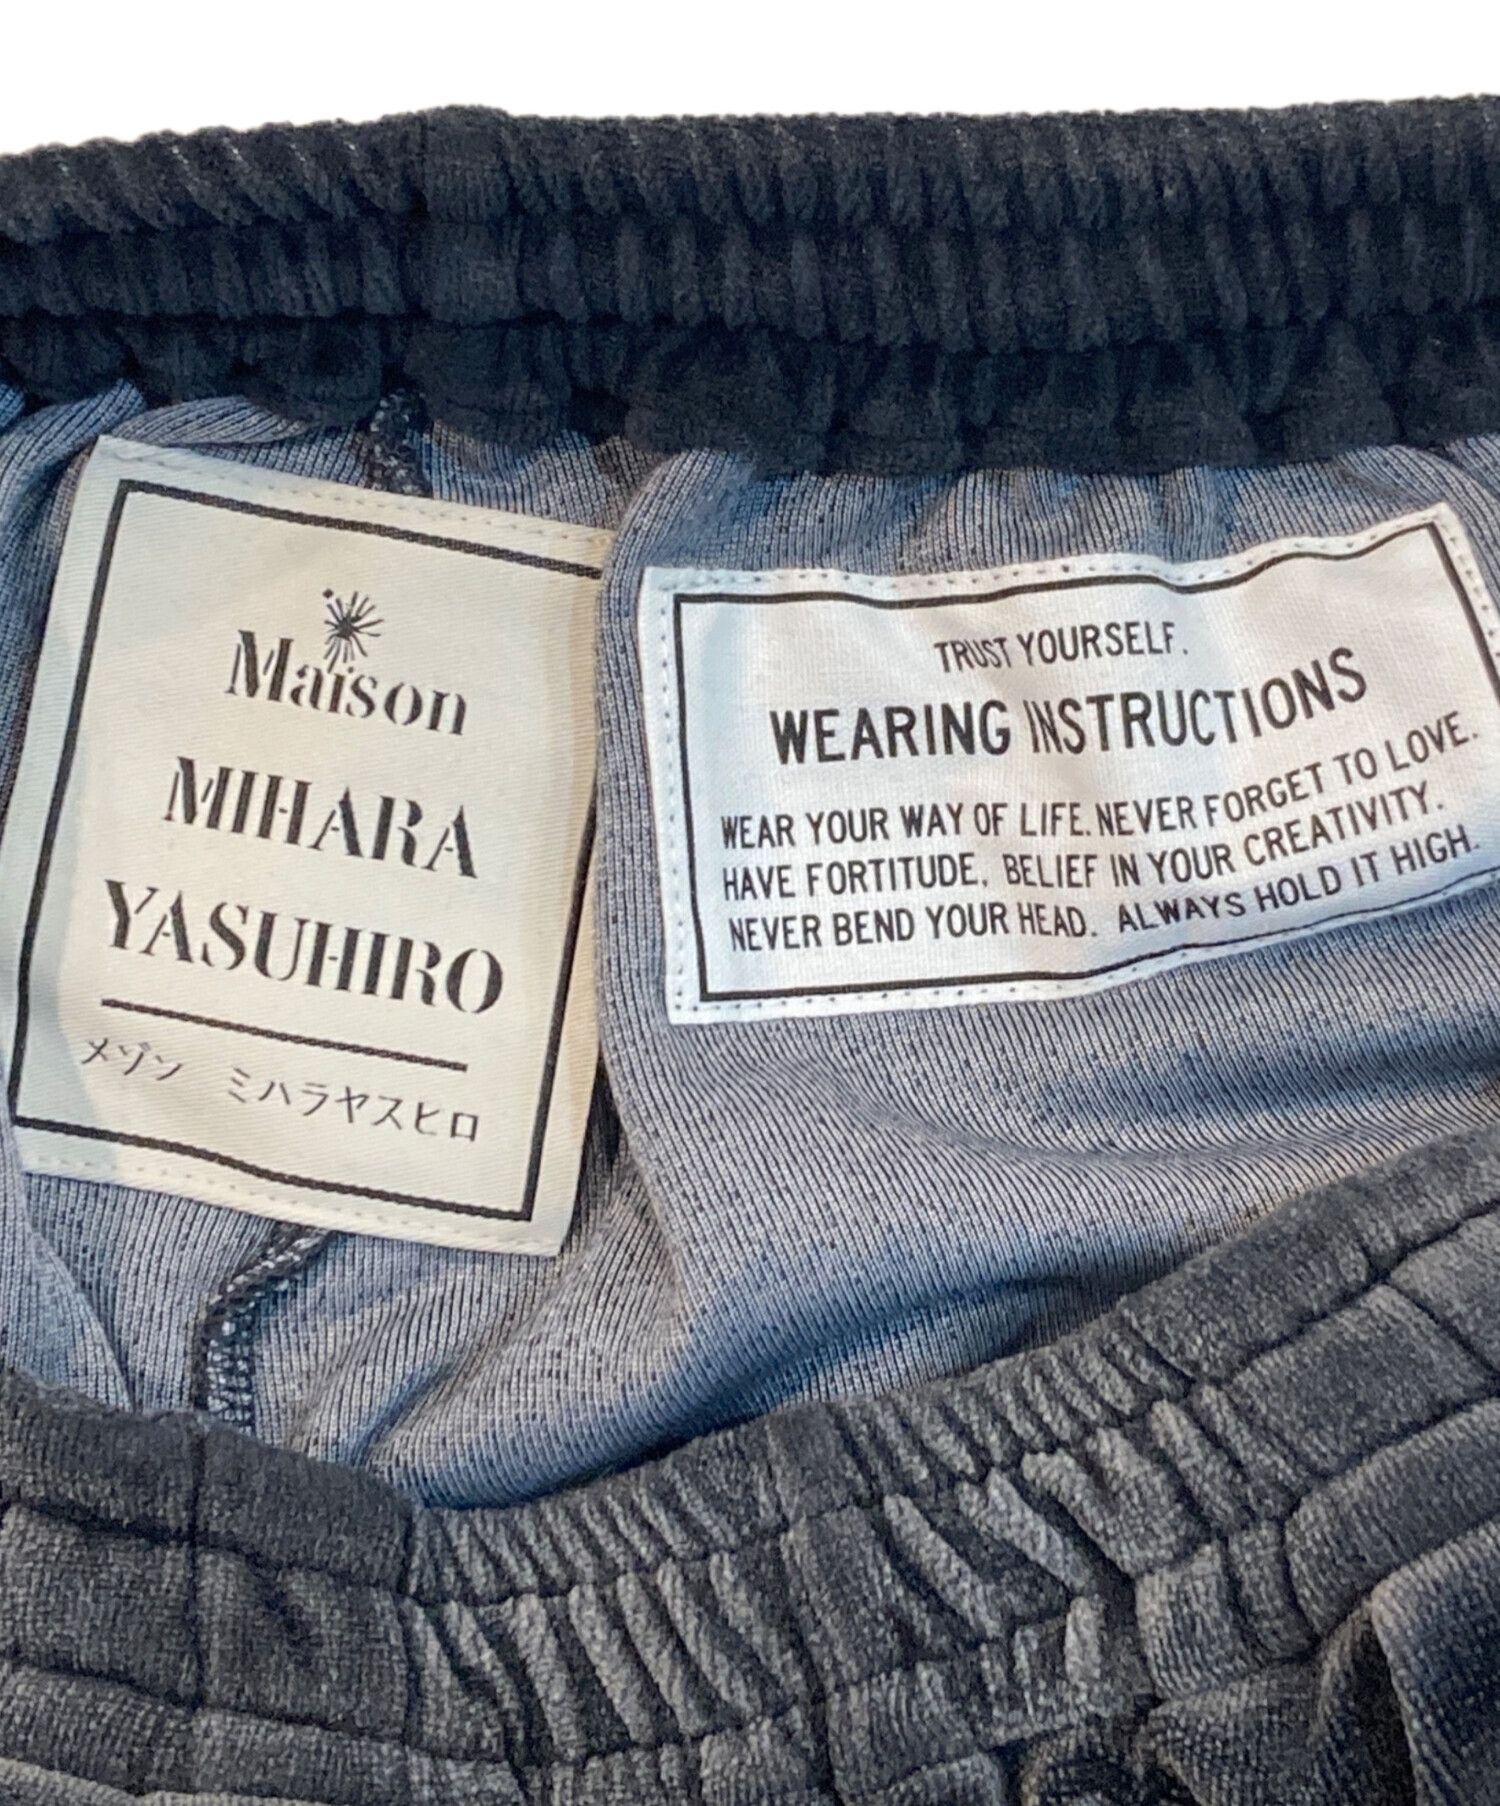 Maison
MIHARA
YASUHIRO
メゾン ミハラヤスヒロ
TRUST YOURSELF.
WEARING INSTRUCTIONS
WEAR YOUR WAY OF LIFE. NEVER FORGET TO LOVE.
HAVE FORTITUDE. BELIEF IN YOUR CREATIVITY.
NEVER BEND YOUR HEAD. ALWAYS HOLD IT HIGH.